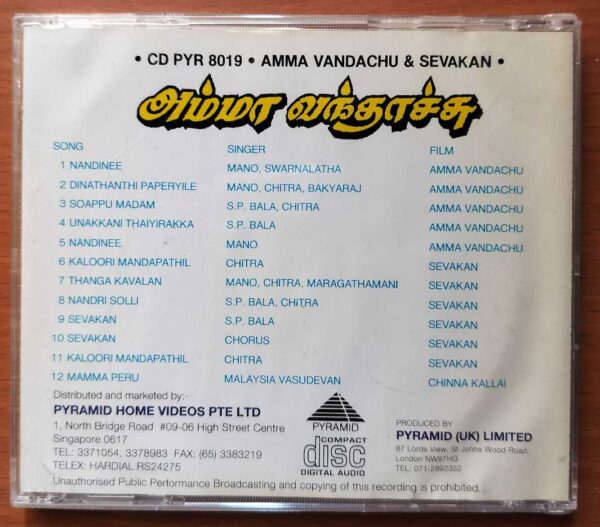 • CD PYR 8019 • AMMA VANDACHU & SEVAKAN •
அம்மா வந்தாச்சு
SONG SINGER FILM
1 NANDINEE MANO, SWARNALATHA AMMA VANDACHU
2 DINATHANTHI PAPERYILE MANO, CHITRA, BAKYARAJ AMMA VANDACHU
3 SOAPPU MADAM S.P. BALA, CHITRA AMMA VANDACHU
4 UNAKKANI THAIYIRAKKA S.P. BALA AMMA VANDACHU
5 NANDINEE MANO AMMA VANDACHU
6 KALOORI MANDAPATHIL CHITRA SEVAKAN
7 THANGA KAVALAN MANO, CHITRA, MARAGATHAMANI SEVAKAN
8 NANDRI SOLLI S.P. BALA, CHITRA SEVAKAN
9 SEVAKAN S.P. BALA SEVAKAN
10 SEVAKAN CHORUS SEVAKAN
11 KALOORI MANDAPATHIL CHITRA SEVAKAN
12 MAMMA PERU MALAYSIA VASUDEVAN CHINNA KALLAI
Distributed and marketed by:-
PYRAMID HOME VIDEOS PTE LTD
1, North Bridge Road #09-06 High Street Centre
Singapore 0617
TEL: 3371054, 3378983 FAX: (65) 3383219
TELEX: HARDIAL RS24275
PYRAMID
COMPACT
disc
DIGITAL AUDIO
PRODUCED BY
PYRAMID (UK) LIMITED
87 Lords View, St Johns Wood Road,
London NW87HG
TEL: 071-2892352
Unauthorised Public Performance Broadcasting and copying of this recording is prohibited.